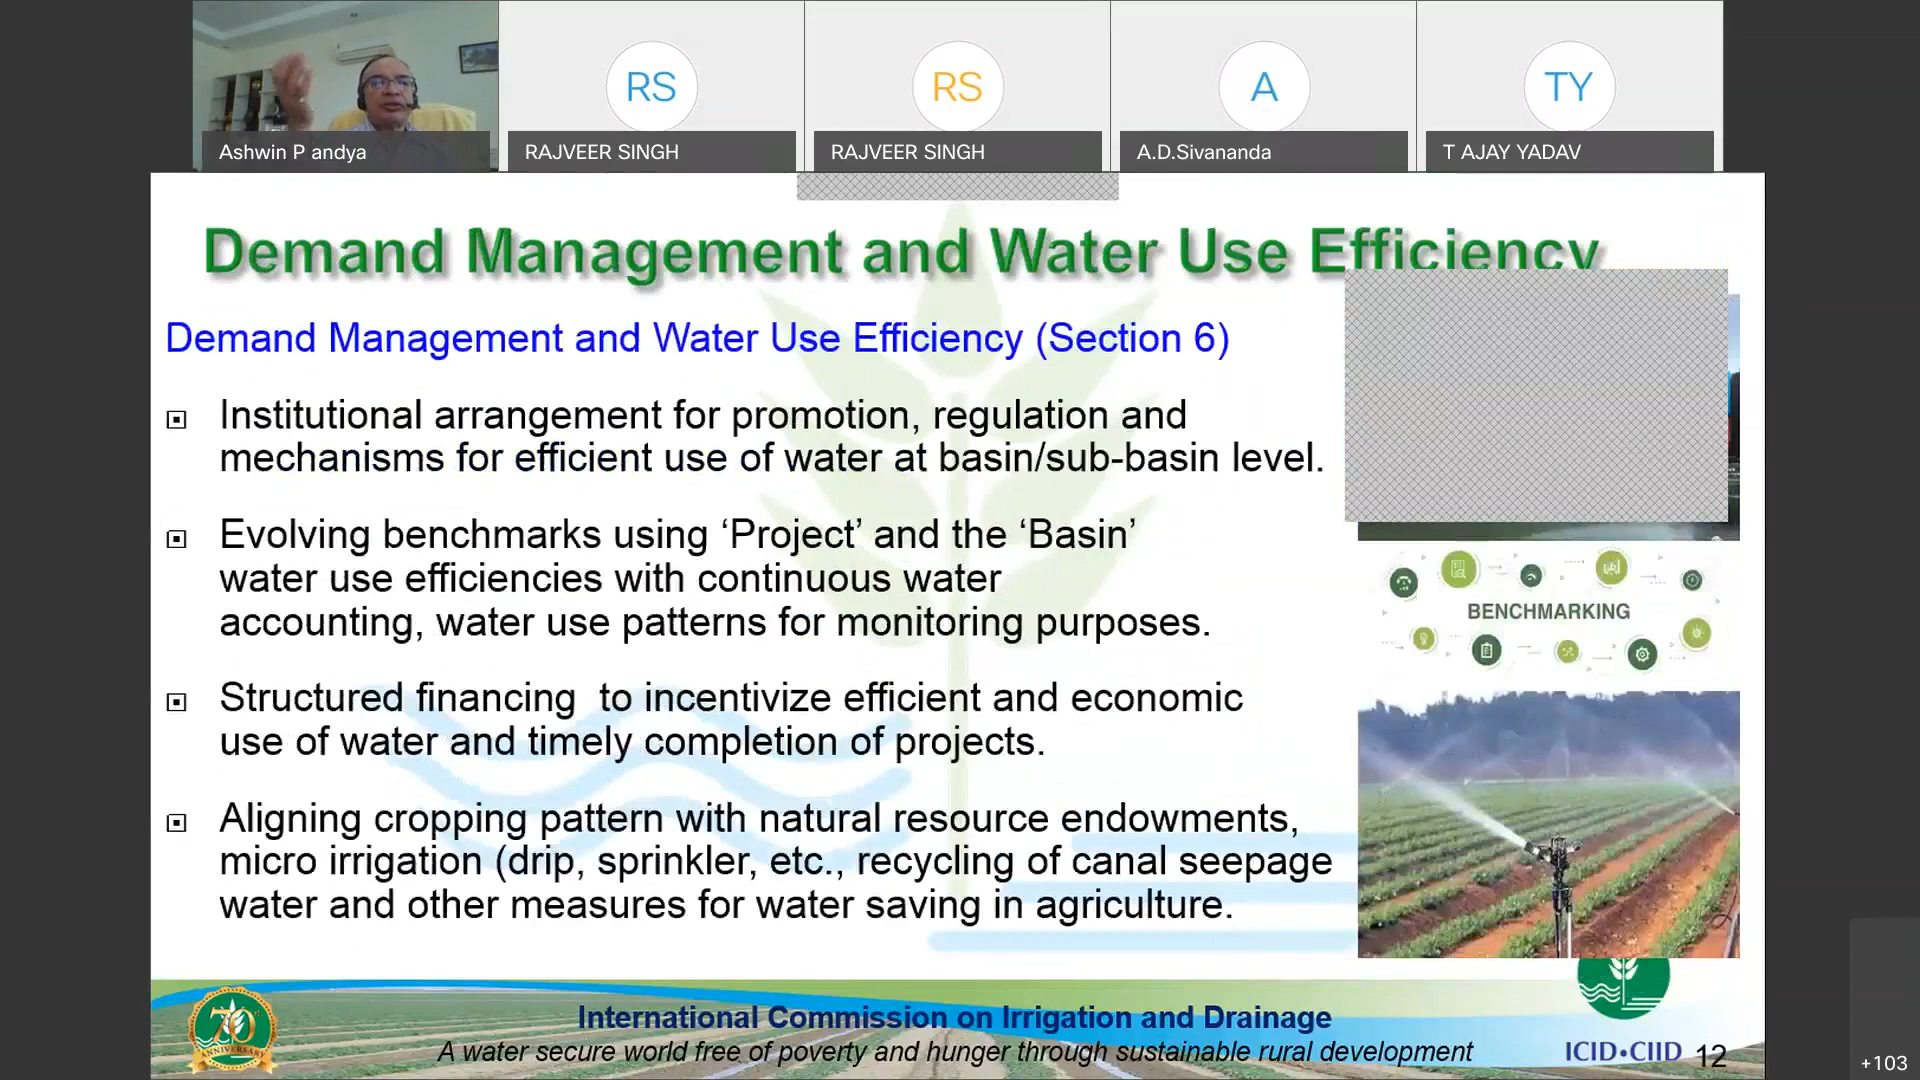 RS
RS
A
TY
Ashwin P andya
RAJVEER SINGH
RAJVEER SINGH
A.D.Sivananda
T AJAY YADAV
Demand Management and Water Use Efficiency
Demand Management and Water Use Efficiency (Section 6)
Institutional arrangement for promotion, regulation and
mechanisms for efficient use of water at basin/sub-basin level.
Evolving benchmarks using ‘Project’ and the ‘Basin’
water use efficiencies with continuous water
accounting, water use patterns for monitoring purposes.
Structured financing  to incentivize efficient and economic
use of water and timely completion of projects.
Aligning cropping pattern with natural resource endowments,
micro irrigation (drip, sprinkler, etc., recycling of canal seepage
water and other measures for water saving in agriculture.
BENCHMARKING
70
ANNIVERSARY
International Commission on Irrigation and Drainage
A water secure world free of poverty and hunger through sustainable rural development
ICID•CIID
12
+103